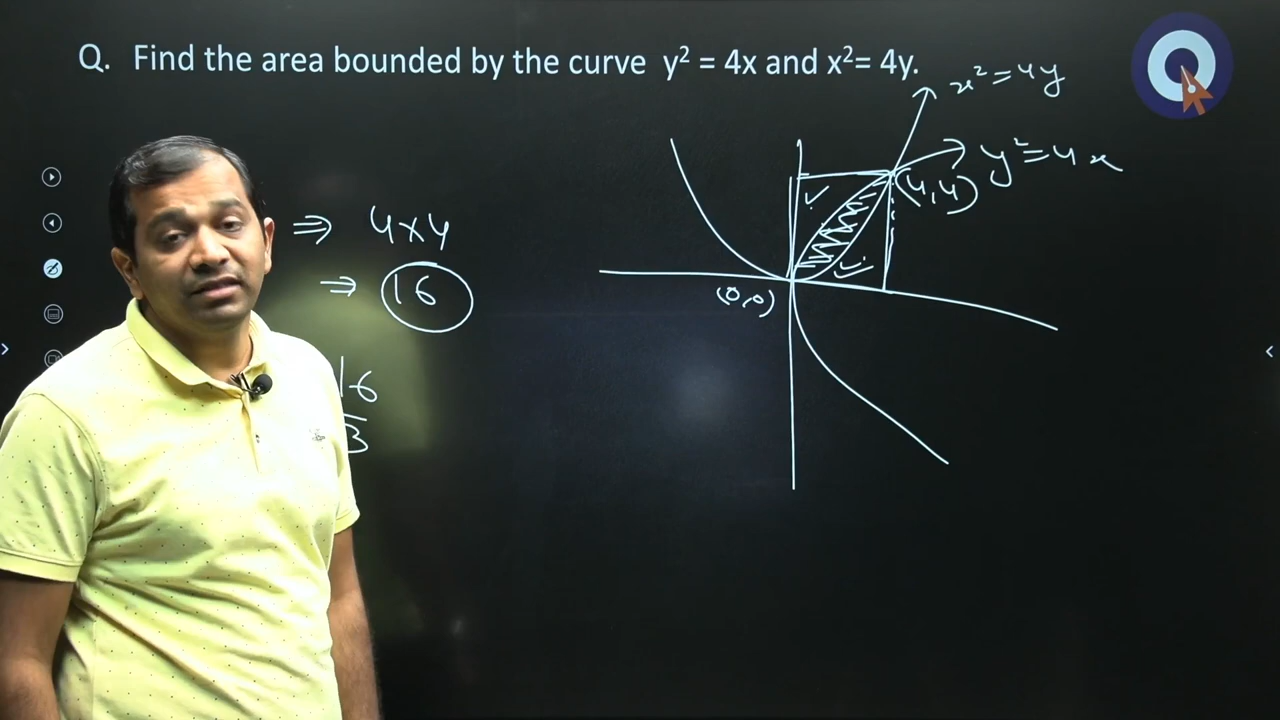 Q. Find the area bounded by the curve y² = 4x and x²= 4y.
x² = 4y
y² = 4x
(4,4)
⇒ 4×4
⇒ 16
(0,0)
16
3